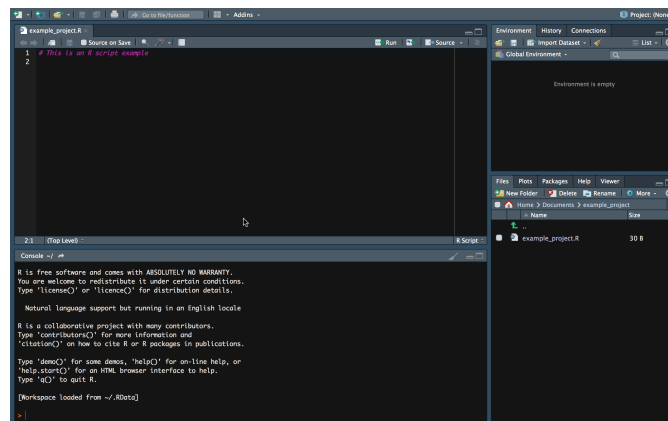 Go to file/function
Addins
Project: (None
example_project.R
Source on Save
Run
Source
1 # This is an R script example
2
2:1 (Top Level)
R Script
Console ~/
R is free software and comes with ABSOLUTELY NO WARRANTY.
You are welcome to redistribute it under certain conditions.
Type 'license()' or 'licence()' for distribution details.
Natural language support but running in an English locale
R is a collaborative project with many contributors.
Type 'contributors()' for more information and
'citation()' on how to cite R or R packages in publications.
Type 'demo()' for some demos, 'help()' for on-line help, or
'help.start()' for an HTML browser interface to help.
Type 'q()' to quit R.
[Workspace loaded from ~/.RData]
>
Environment History Connections
Import Dataset
List
Global Environment
Environment is empty
Files Plots Packages Help Viewer
New Folder Delete Rename More
Home > Documents > example_project
Name Size
..
example_project.R 30 B